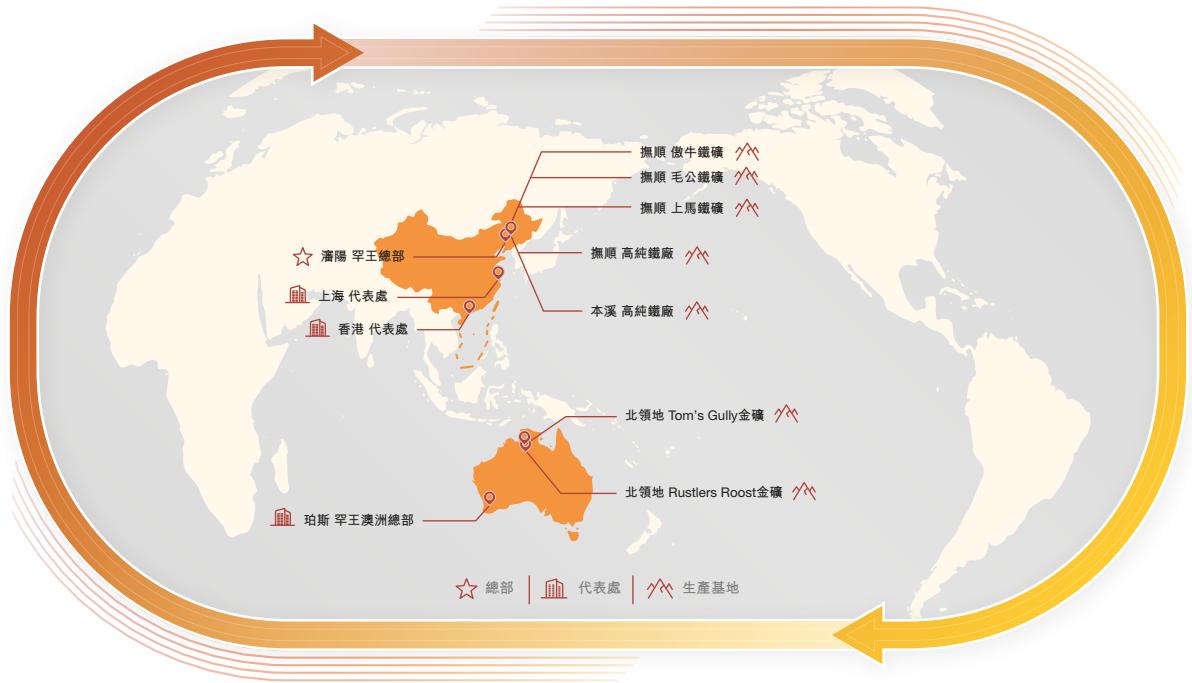 撫順 傲牛鐵礦
撫順 毛公鐵礦
撫順 上馬鐵礦
撫順 高純鐵廠
瀋陽 罕王總部
上海 代表處
本溪 高純鐵廠
香港 代表處
北領地 Tom's Gully金礦
北領地 Rustlers Roost金礦
珀斯 罕王澳洲總部
總部
代表處
生產基地